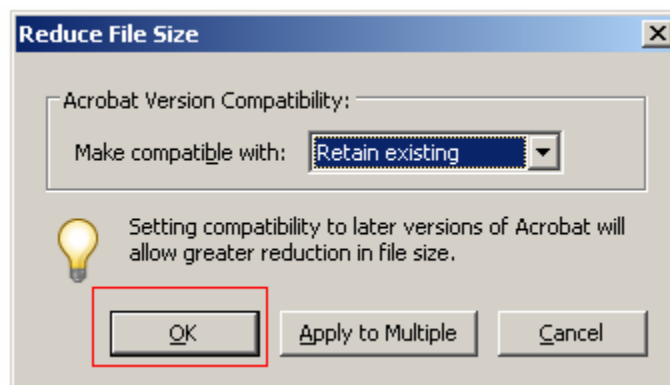 Reduce File Size
Acrobat Version Compatibility:
Make compatible with: Retain existing
Setting compatibility to later versions of Acrobat will
allow greater reduction in file size.
OK Apply to Multiple Cancel